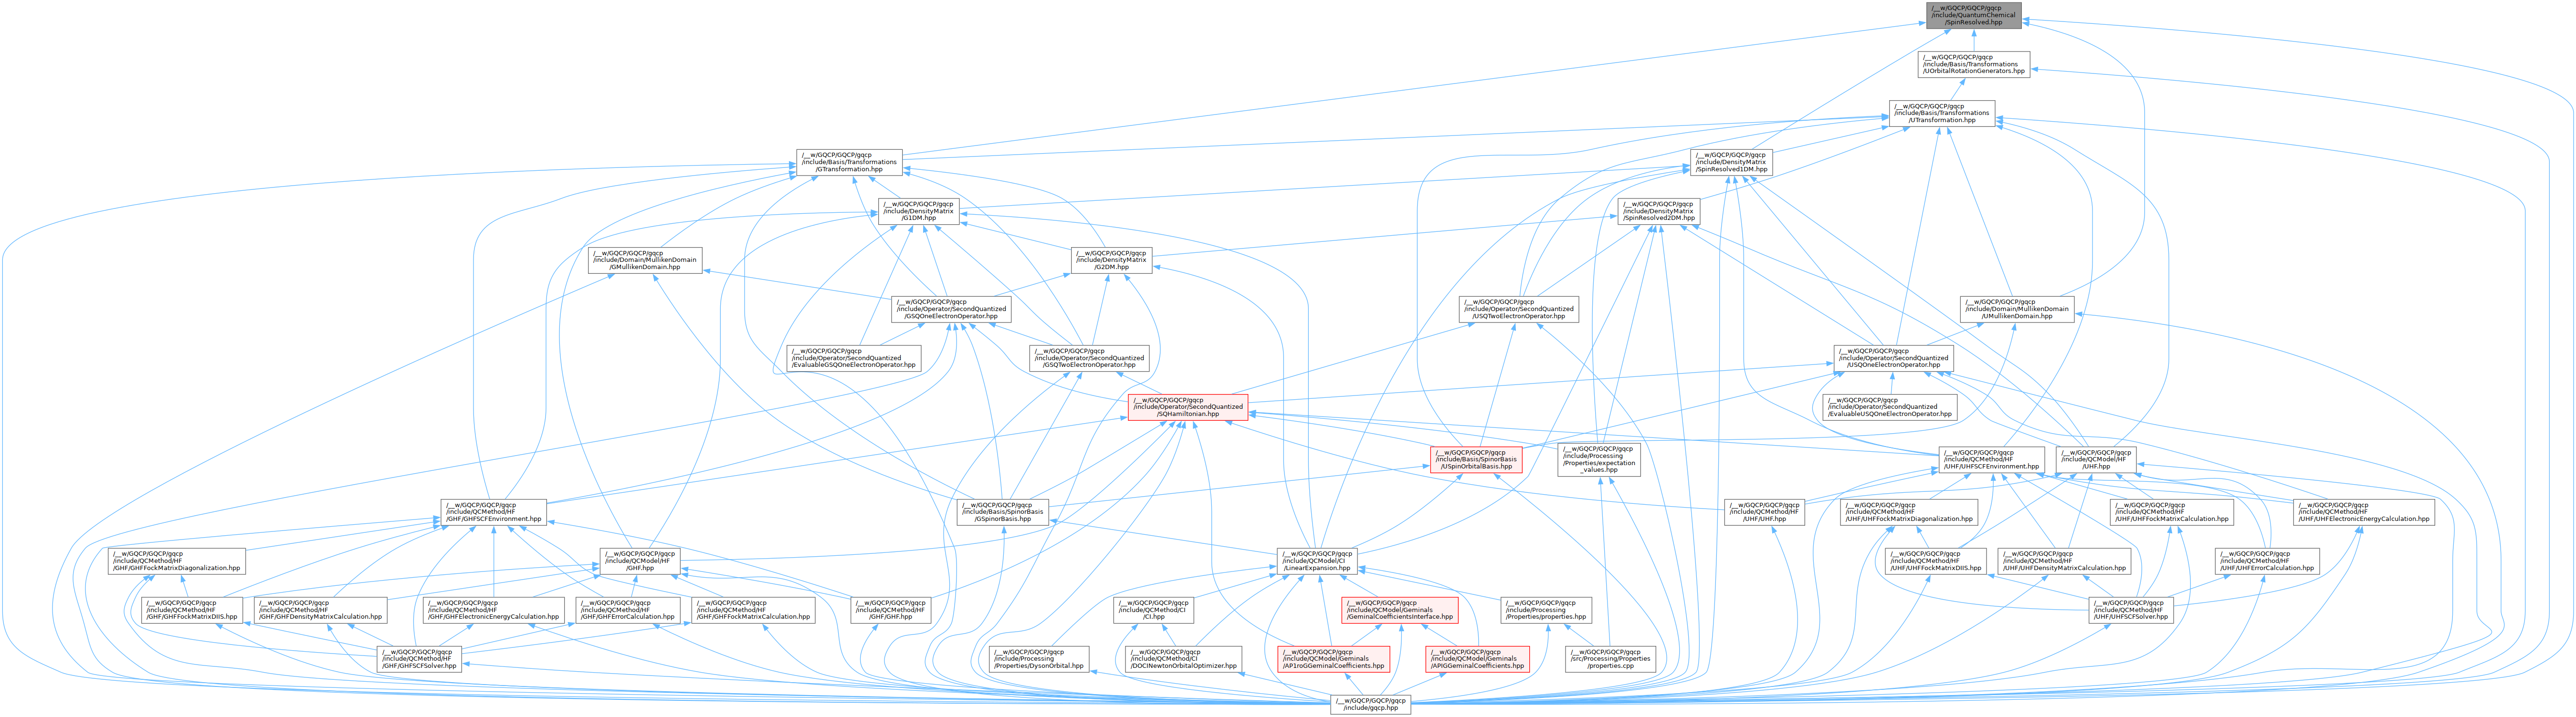 /__w/GQCP/GQCP/gqcp
/include/QuantumChemical
/SpinResolved.hpp
/__w/GQCP/GQCP/gqcp
/include/Basis/Transformations
/UOrbitalRotationGenerators.hpp
/__w/GQCP/GQCP/gqcp
/include/Basis/Transformations
/UTransformation.hpp
/__w/GQCP/GQCP/gqcp
/include/Basis/Transformations
/GTransformation.hpp
/__w/GQCP/GQCP/gqcp
/include/DensityMatrix
/SpinResolved1DM.hpp
/__w/GQCP/GQCP/gqcp
/include/DensityMatrix
/G1DM.hpp
/__w/GQCP/GQCP/gqcp
/include/DensityMatrix
/SpinResolved2DM.hpp
/__w/GQCP/GQCP/gqcp
/include/Domain/MullikenDomain
/GMullikenDomain.hpp
/__w/GQCP/GQCP/gqcp
/include/DensityMatrix
/G2DM.hpp
/__w/GQCP/GQCP/gqcp
/include/Operator/SecondQuantized
/GSQOneElectronOperator.hpp
/__w/GQCP/GQCP/gqcp
/include/Operator/SecondQuantized
/USQTwoElectronOperator.hpp
/__w/GQCP/GQCP/gqcp
/include/Domain/MullikenDomain
/UMullikenDomain.hpp
/__w/GQCP/GQCP/gqcp
/include/Operator/SecondQuantized
/EvaluableGSQOneElectronOperator.hpp
/__w/GQCP/GQCP/gqcp
/include/Operator/SecondQuantized
/GSQTwoElectronOperator.hpp
/__w/GQCP/GQCP/gqcp
/include/Operator/SecondQuantized
/USQOneElectronOperator.hpp
/__w/GQCP/GQCP/gqcp
/include/Operator/SecondQuantized
/SQHamiltonian.hpp
/__w/GQCP/GQCP/gqcp
/include/Operator/SecondQuantized
/EvaluableUSQOneElectronOperator.hpp
/__w/GQCP/GQCP/gqcp
/include/Basis/SpinorBasis
/USpinOrbitalBasis.hpp
/__w/GQCP/GQCP/gqcp
/include/Processing
/Properties/expectation
_values.hpp
/__w/GQCP/GQCP/gqcp
/include/QCMethod/HF
/UHF/UHFSCFEnvironment.hpp
/__w/GQCP/GQCP/gqcp
/include/QCModel/HF
/UHF.hpp
/__w/GQCP/GQCP/gqcp
/include/QCMethod/HF
/GHF/GHFSCFEnvironment.hpp
/__w/GQCP/GQCP/gqcp
/include/Basis/SpinorBasis
/GSpinorBasis.hpp
/__w/GQCP/GQCP/gqcp
/include/QCMethod/HF
/UHF/UHF.hpp
/__w/GQCP/GQCP/gqcp
/include/QCMethod/HF
/UHF/UHFFockMatrixDiagonalization.hpp
/__w/GQCP/GQCP/gqcp
/include/QCMethod/HF
/UHF/UHFFockMatrixCalculation.hpp
/__w/GQCP/GQCP/gqcp
/include/QCMethod/HF
/UHF/UHFElectronicEnergyCalculation.hpp
/__w/GQCP/GQCP/gqcp
/include/QCMethod/HF
/GHF/GHFFockMatrixDiagonalization.hpp
/__w/GQCP/GQCP/gqcp
/include/QCModel/HF
/GHF.hpp
/__w/GQCP/GQCP/gqcp
/include/QCModel/CI
/LinearExpansion.hpp
/__w/GQCP/GQCP/gqcp
/include/QCMethod/HF
/UHF/UHFFockMatrixDIIS.hpp
/__w/GQCP/GQCP/gqcp
/include/QCMethod/HF
/UHF/UHFDensityMatrixCalculation.hpp
/__w/GQCP/GQCP/gqcp
/include/QCMethod/HF
/UHF/UHFErrorCalculation.hpp
/__w/GQCP/GQCP/gqcp
/include/QCMethod/HF
/GHF/GHFFockMatrixDIIS.hpp
/__w/GQCP/GQCP/gqcp
/include/QCMethod/HF
/GHF/GHFDensityMatrixCalculation.hpp
/__w/GQCP/GQCP/gqcp
/include/QCMethod/HF
/GHF/GHFElectronicEnergyCalculation.hpp
/__w/GQCP/GQCP/gqcp
/include/QCMethod/HF
/GHF/GHFErrorCalculation.hpp
/__w/GQCP/GQCP/gqcp
/include/QCMethod/HF
/GHF/GHFFockMatrixCalculation.hpp
/__w/GQCP/GQCP/gqcp
/include/QCMethod/HF
/GHF/GHF.hpp
/__w/GQCP/GQCP/gqcp
/include/QCMethod/CI
/CI.hpp
/__w/GQCP/GQCP/gqcp
/include/QCModel/Geminals
/GeminalCoefficientsInterface.hpp
/__w/GQCP/GQCP/gqcp
/include/Processing
/Properties/properties.hpp
/__w/GQCP/GQCP/gqcp
/include/QCMethod/HF
/UHF/UHFSCFSolver.hpp
/__w/GQCP/GQCP/gqcp
/include/QCMethod/HF
/GHF/GHFSCFSolver.hpp
/__w/GQCP/GQCP/gqcp
/include/Processing
/Properties/DysonOrbital.hpp
/__w/GQCP/GQCP/gqcp
/include/QCMethod/CI
/DOCINewtonOrbitalOptimizer.hpp
/__w/GQCP/GQCP/gqcp
/include/QCModel/Geminals
/AP1roGGeminalCoefficients.hpp
/__w/GQCP/GQCP/gqcp
/include/QCModel/Geminals
/APIGGeminalCoefficients.hpp
/__w/GQCP/GQCP/gqcp
/src/Processing/Properties
/properties.cpp
/__w/GQCP/GQCP/gqcp
/include/gqcp.hpp